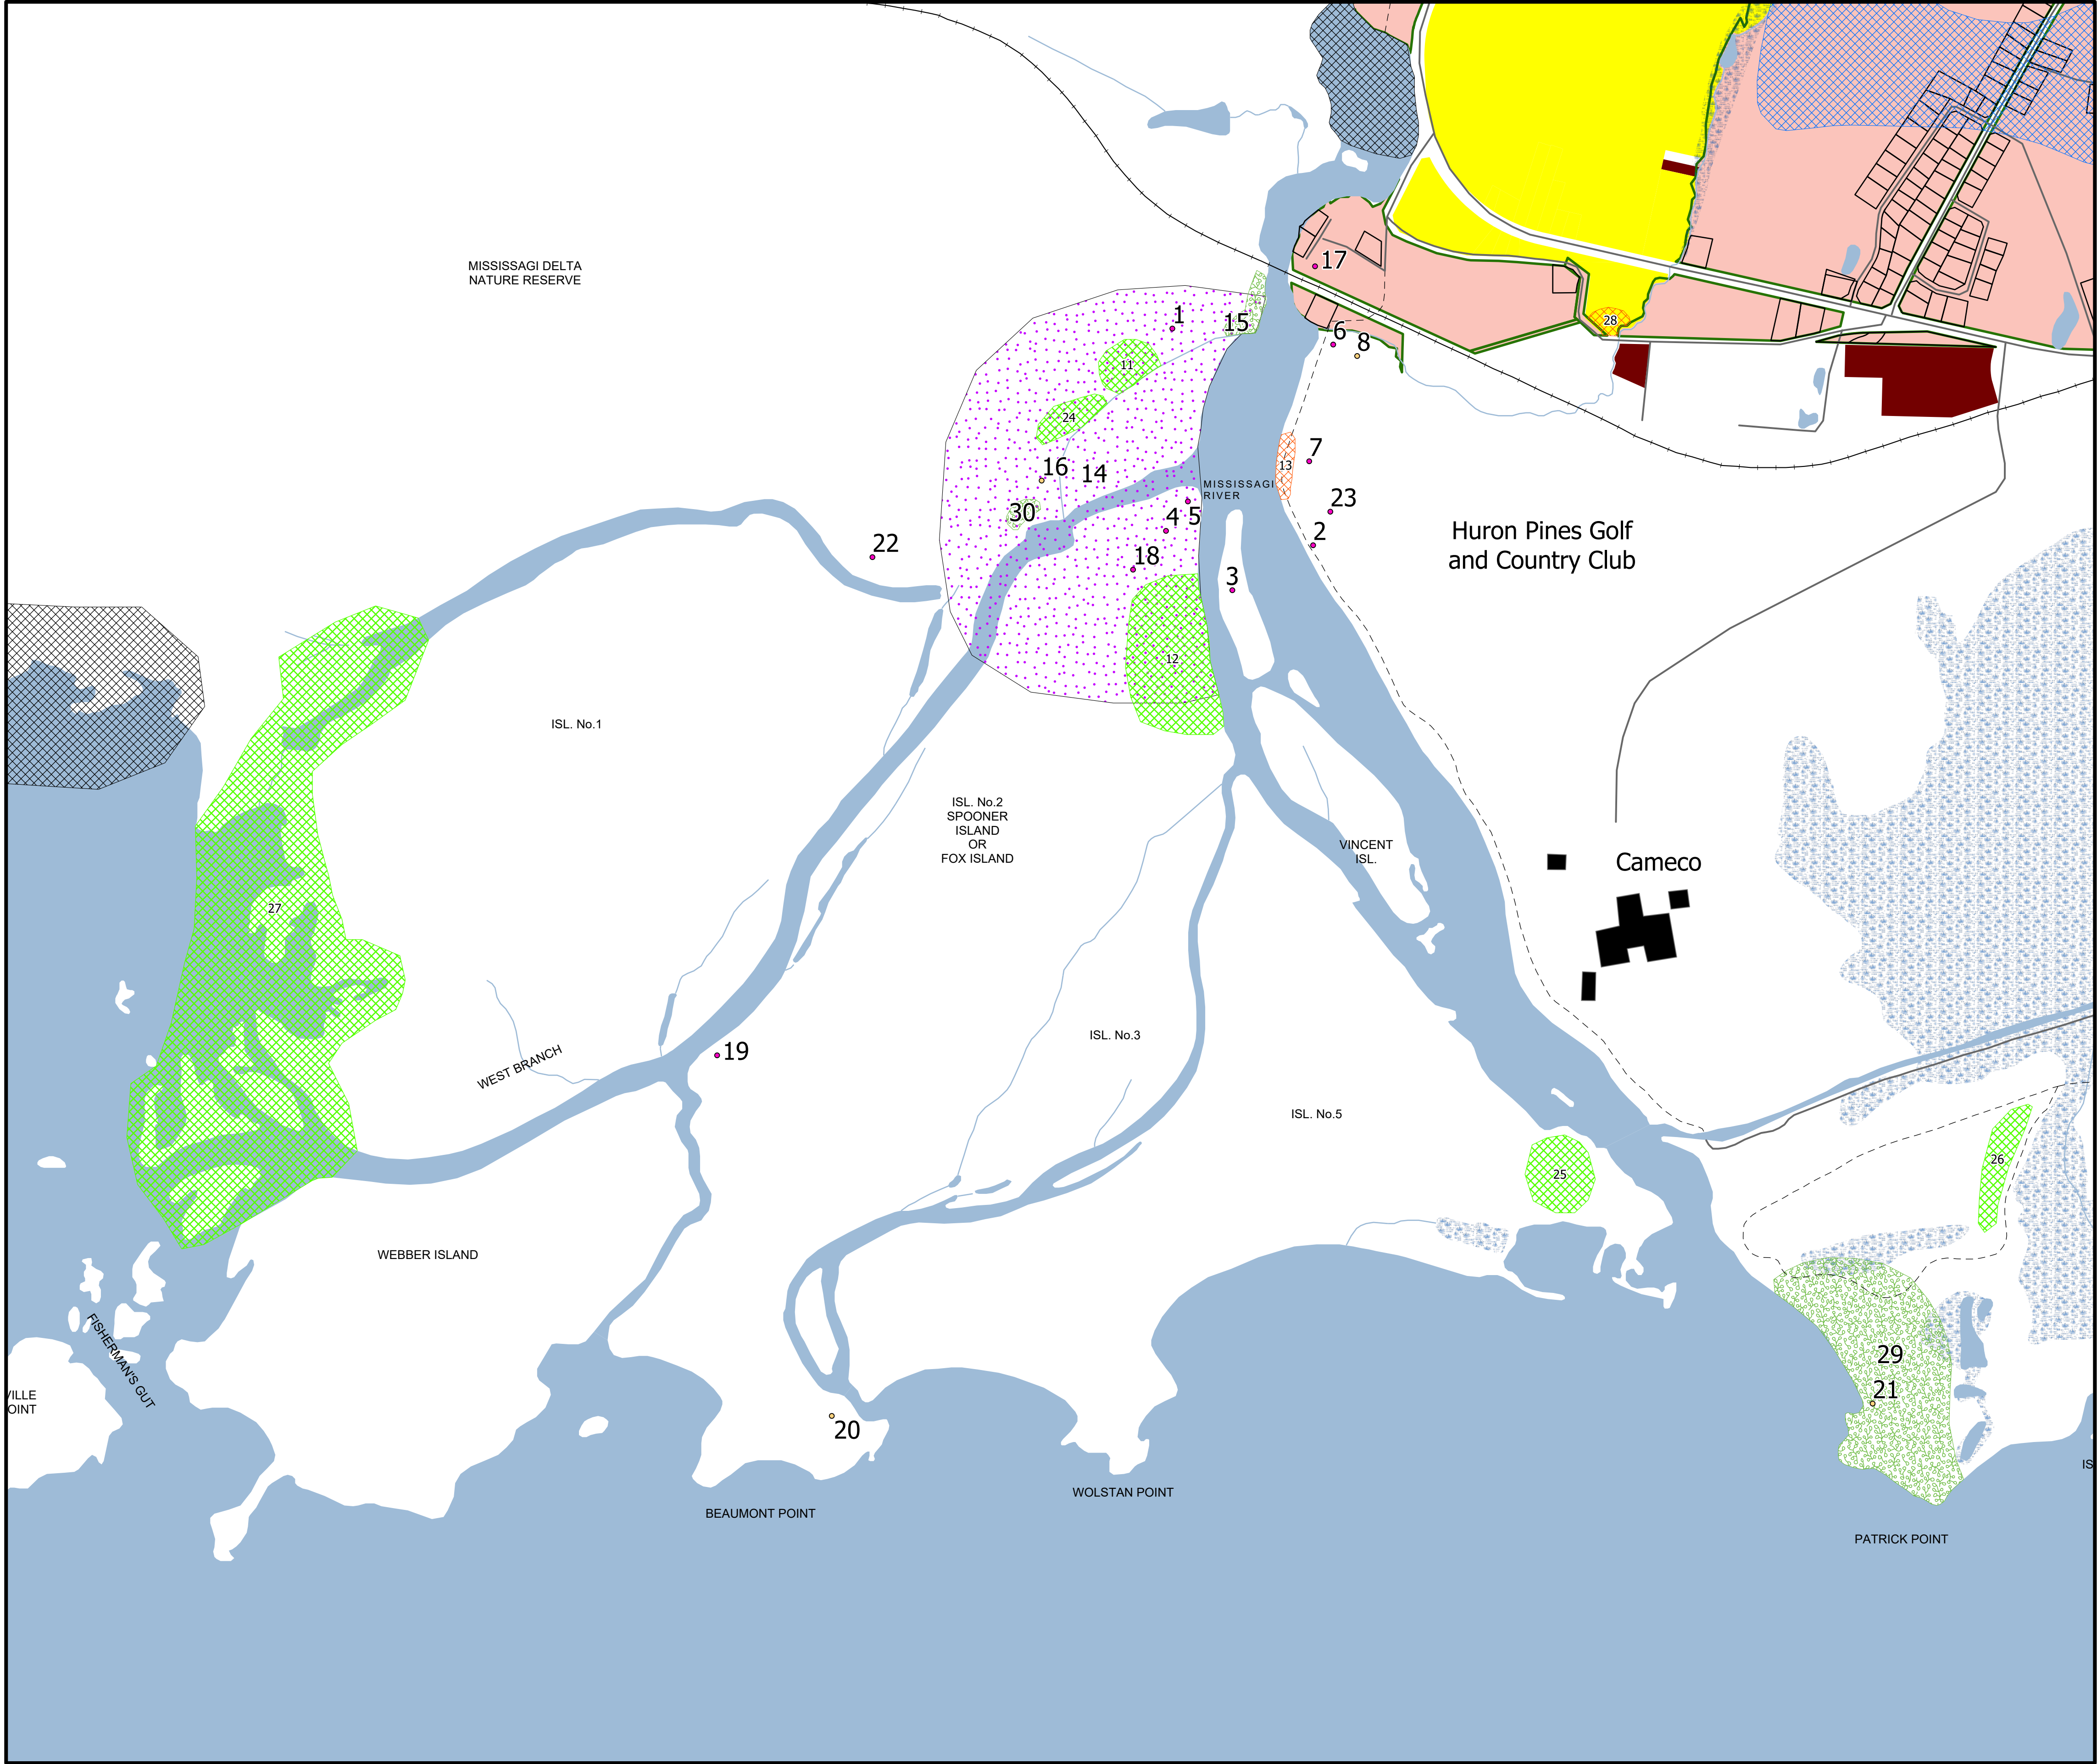 MISSISSAGI DELTA
NATURE RESERVE
17
1
15
6
8
28
11
24
16
14
13
7
MISSISSAGI
RIVER
30
4
5
23
2
Huron Pines Golf
and Country Club
22
18
3
12
ISL. No.1
ISL. No.2
SPOONER
ISLAND
OR
FOX ISLAND
VINCENT
ISL.
Cameco
27
ISL. No.3
19
WEST BRANCH
ISL. No.5
25
26
WEBBER ISLAND
FISHERMAN'S GUT
VILLE
OINT
29
21
20
IS
WOLSTAN POINT
BEAUMONT POINT
PATRICK POINT